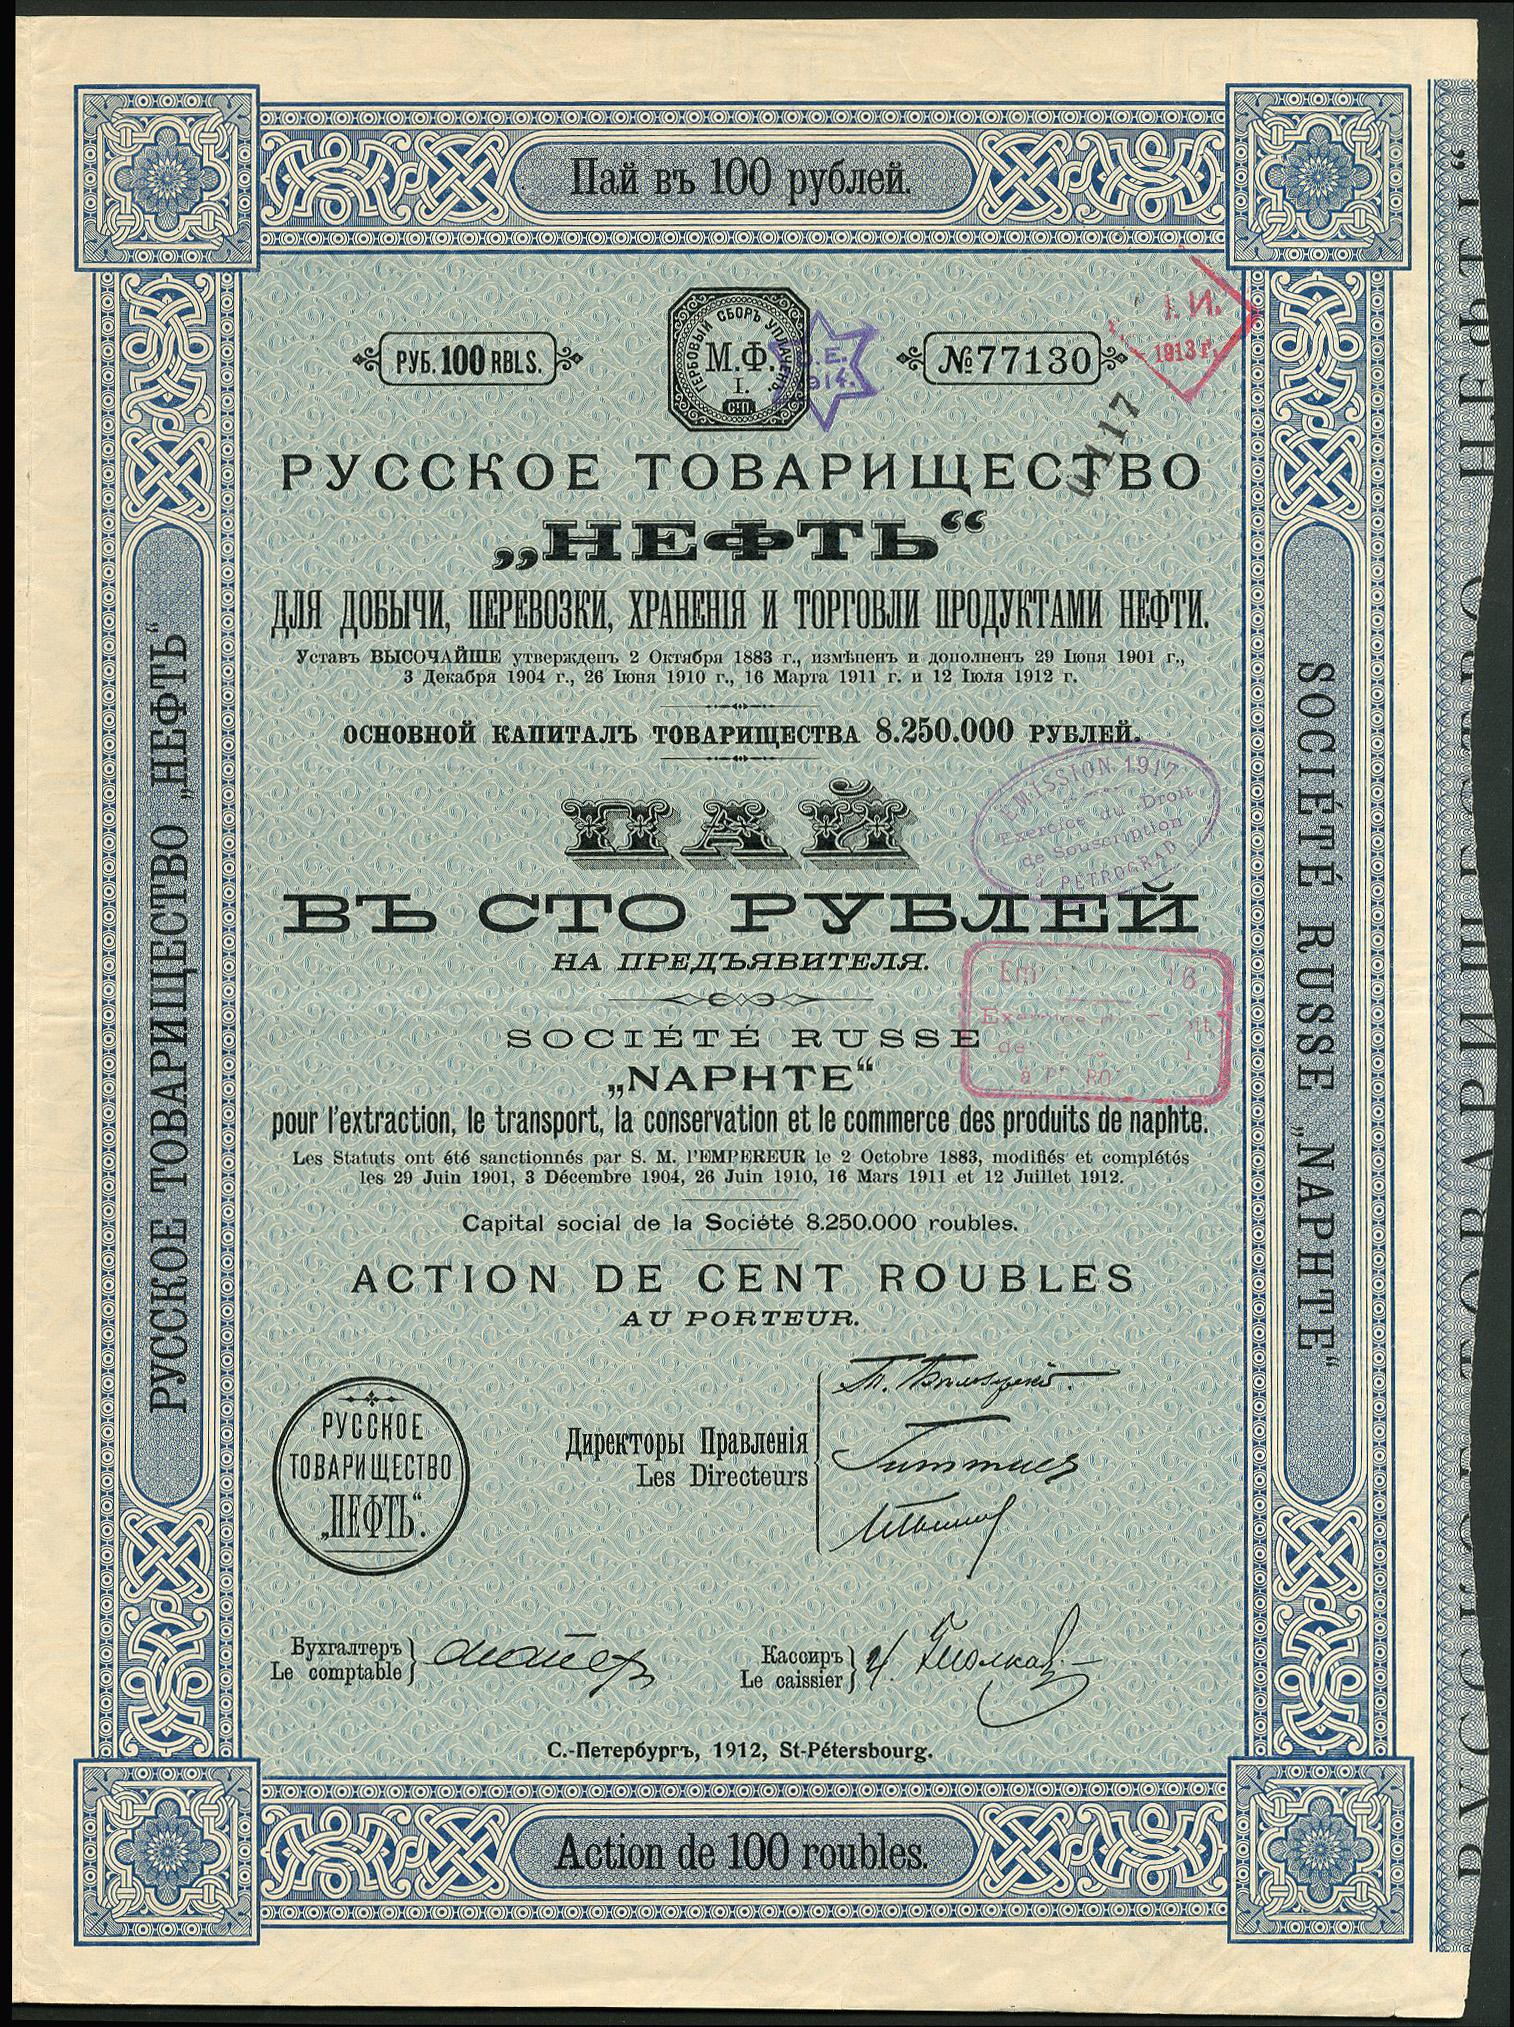 Пай въ 100 рублей.
РУБ. 100 RBLS.
ГЕРБОВЫЙ СБОРЪ УПЛАЧЕНЪ.
М.Ф.
I.
С.П.
.E.
914.
№77130
I.И.
1913 г.
117
РУССКОЕ ТОВАРИЩЕСТВО
„НЕФТЬ“
ДЛЯ ДОБЫЧИ, ПЕРЕВОЗКИ, ХРАНЕНІЯ И ТОРГОВЛИ ПРОДУКТАМИ НЕФТИ.
Уставъ ВЫСОЧАЙШЕ утвержденъ 2 Октября 1883 г., измѣненъ и дополненъ 29 Іюня 1901 г.,
3 Декабря 1904 г., 26 Іюня 1910 г., 16 Марта 1911 г. и 12 Іюля 1912 г.
ОСНОВНОЙ КАПИТАЛЪ ТОВАРИЩЕСТВА 8.250.000 РУБЛЕЙ.
EMISSION 1917
Exercice du Droit
de Souscription
à PETROGRAD
ПАЙ
ВЪ СТО РУБЛЕЙ
НА ПРЕДЪЯВИТЕЛЯ.
SOCIÉTÉ RUSSE
„NAPHTE“
pour l'extraction, le transport, la conservation et le commerce des produits de naphte.
Les Statuts ont été sanctionnés par S. M. l'EMPEREUR le 2 Octobre 1883, modifiés et complétés
les 29 Juin 1901, 3 Décembre 1904, 26 Juin 1910, 16 Mars 1911 et 12 Juillet 1912.
Capital social de la Société 8.250.000 roubles.
ACTION DE CENT ROUBLES
AU PORTEUR.
РУССКОЕ
ТОВАРИЩЕСТВО
„НЕФТЬ“.
Директоры Правленія
Les Directeurs
Бухгалтеръ
Le comptable
Кассиръ
Le caissier
С.-Петербургъ, 1912, St-Pétersbourg.
Action de 100 roubles.
РУССКОЕ ТОВАРИЩЕСТВО „НЕФТЬ“
SOCIÉTÉ RUSSE „NAPHTE“